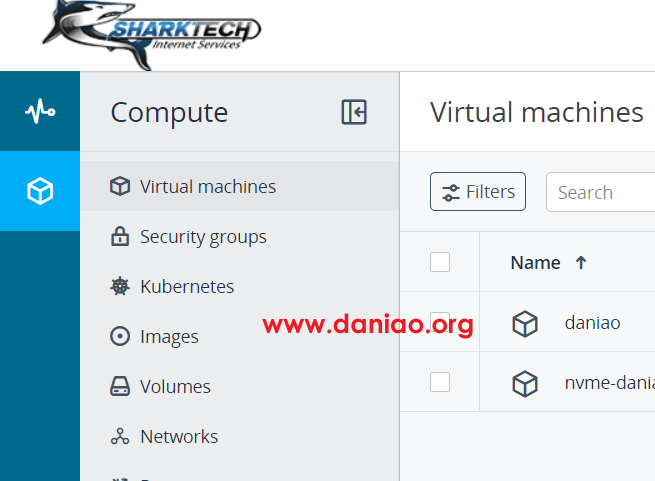 SHARKTECH
Internet Services
Compute
Virtual machines
Security groups
Kubernetes
Images
Volumes
Networks
Virtual machines
Filters
Search
Name
daniao
nvme-dania
www.daniao.org